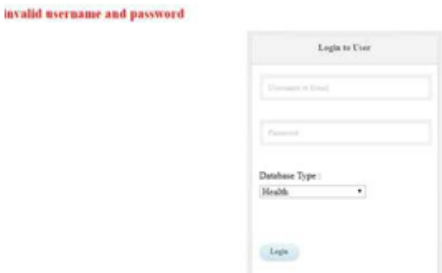 invalid username and password
Login to User
Username or Email
Password
Database Type :
Health
Login